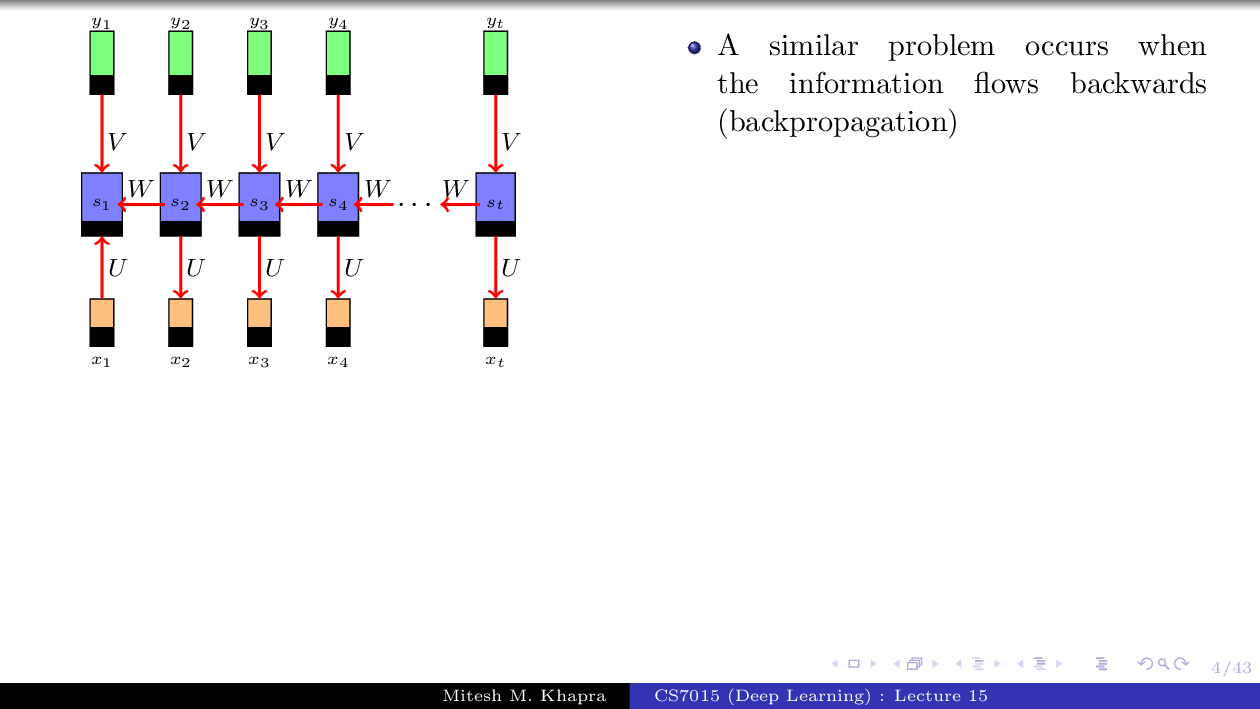 y1 y2 y3 y4 yt
V V V V V
W W W W W
s1 s2 s3 s4 ... st
U U U U U
x1 x2 x3 x4 xt
A similar problem occurs when
the information flows backwards
(backpropagation)
4/43
Mitesh M. Khapra CS7015 (Deep Learning) : Lecture 15